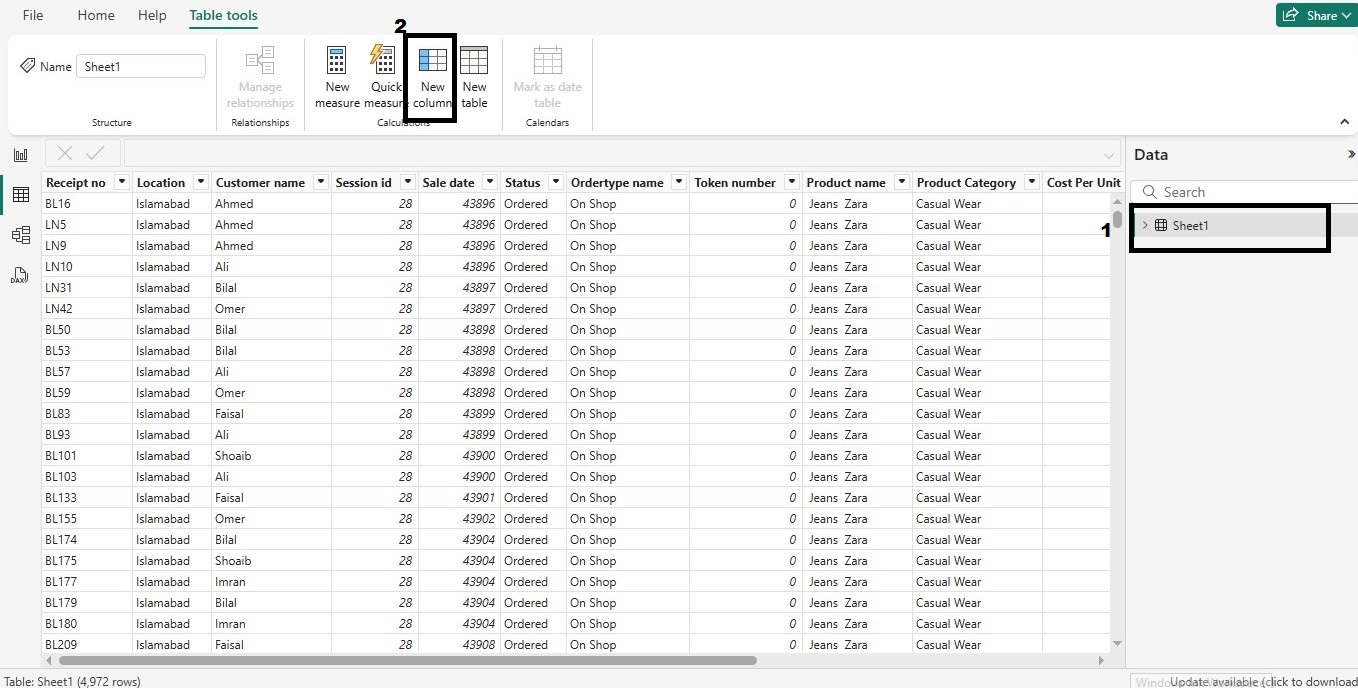 File Home Help Table tools Share
2
Name Sheet1
Manage relationships
New measure
Quick measure
New column
New table
Mark as date table
Structure Relationships Calculations Calendars
Data
Receipt no Location Customer name Session id Sale date Status Ordertype name Token number Product name Product Category Cost Per Unit
Search
BL16 Islamabad Ahmed 28 43896 Ordered On Shop 0 Jeans Zara Casual Wear
LN5 Islamabad Ahmed 28 43896 Ordered On Shop 0 Jeans Zara Casual Wear
1
Sheet1
LN9 Islamabad Ahmed 28 43896 Ordered On Shop 0 Jeans Zara Casual Wear
LN10 Islamabad Ali 28 43896 Ordered On Shop 0 Jeans Zara Casual Wear
LN31 Islamabad Bilal 28 43897 Ordered On Shop 0 Jeans Zara Casual Wear
LN42 Islamabad Omer 28 43897 Ordered On Shop 0 Jeans Zara Casual Wear
BL50 Islamabad Bilal 28 43898 Ordered On Shop 0 Jeans Zara Casual Wear
BL53 Islamabad Bilal 28 43898 Ordered On Shop 0 Jeans Zara Casual Wear
BL57 Islamabad Ali 28 43898 Ordered On Shop 0 Jeans Zara Casual Wear
BL59 Islamabad Omer 28 43898 Ordered On Shop 0 Jeans Zara Casual Wear
BL83 Islamabad Faisal 28 43899 Ordered On Shop 0 Jeans Zara Casual Wear
BL93 Islamabad Ali 28 43899 Ordered On Shop 0 Jeans Zara Casual Wear
BL101 Islamabad Shoaib 28 43900 Ordered On Shop 0 Jeans Zara Casual Wear
BL103 Islamabad Ali 28 43900 Ordered On Shop 0 Jeans Zara Casual Wear
BL133 Islamabad Faisal 28 43901 Ordered On Shop 0 Jeans Zara Casual Wear
BL155 Islamabad Omer 28 43902 Ordered On Shop 0 Jeans Zara Casual Wear
BL174 Islamabad Bilal 28 43904 Ordered On Shop 0 Jeans Zara Casual Wear
BL175 Islamabad Shoaib 28 43904 Ordered On Shop 0 Jeans Zara Casual Wear
BL177 Islamabad Imran 28 43904 Ordered On Shop 0 Jeans Zara Casual Wear
BL179 Islamabad Bilal 28 43904 Ordered On Shop 0 Jeans Zara Casual Wear
BL180 Islamabad Imran 28 43904 Ordered On Shop 0 Jeans Zara Casual Wear
BL209 Islamabad Faisal 28 43908 Ordered On Shop 0 Jeans Zara Casual Wear
Table: Sheet1 (4,972 rows) Update available (click to download